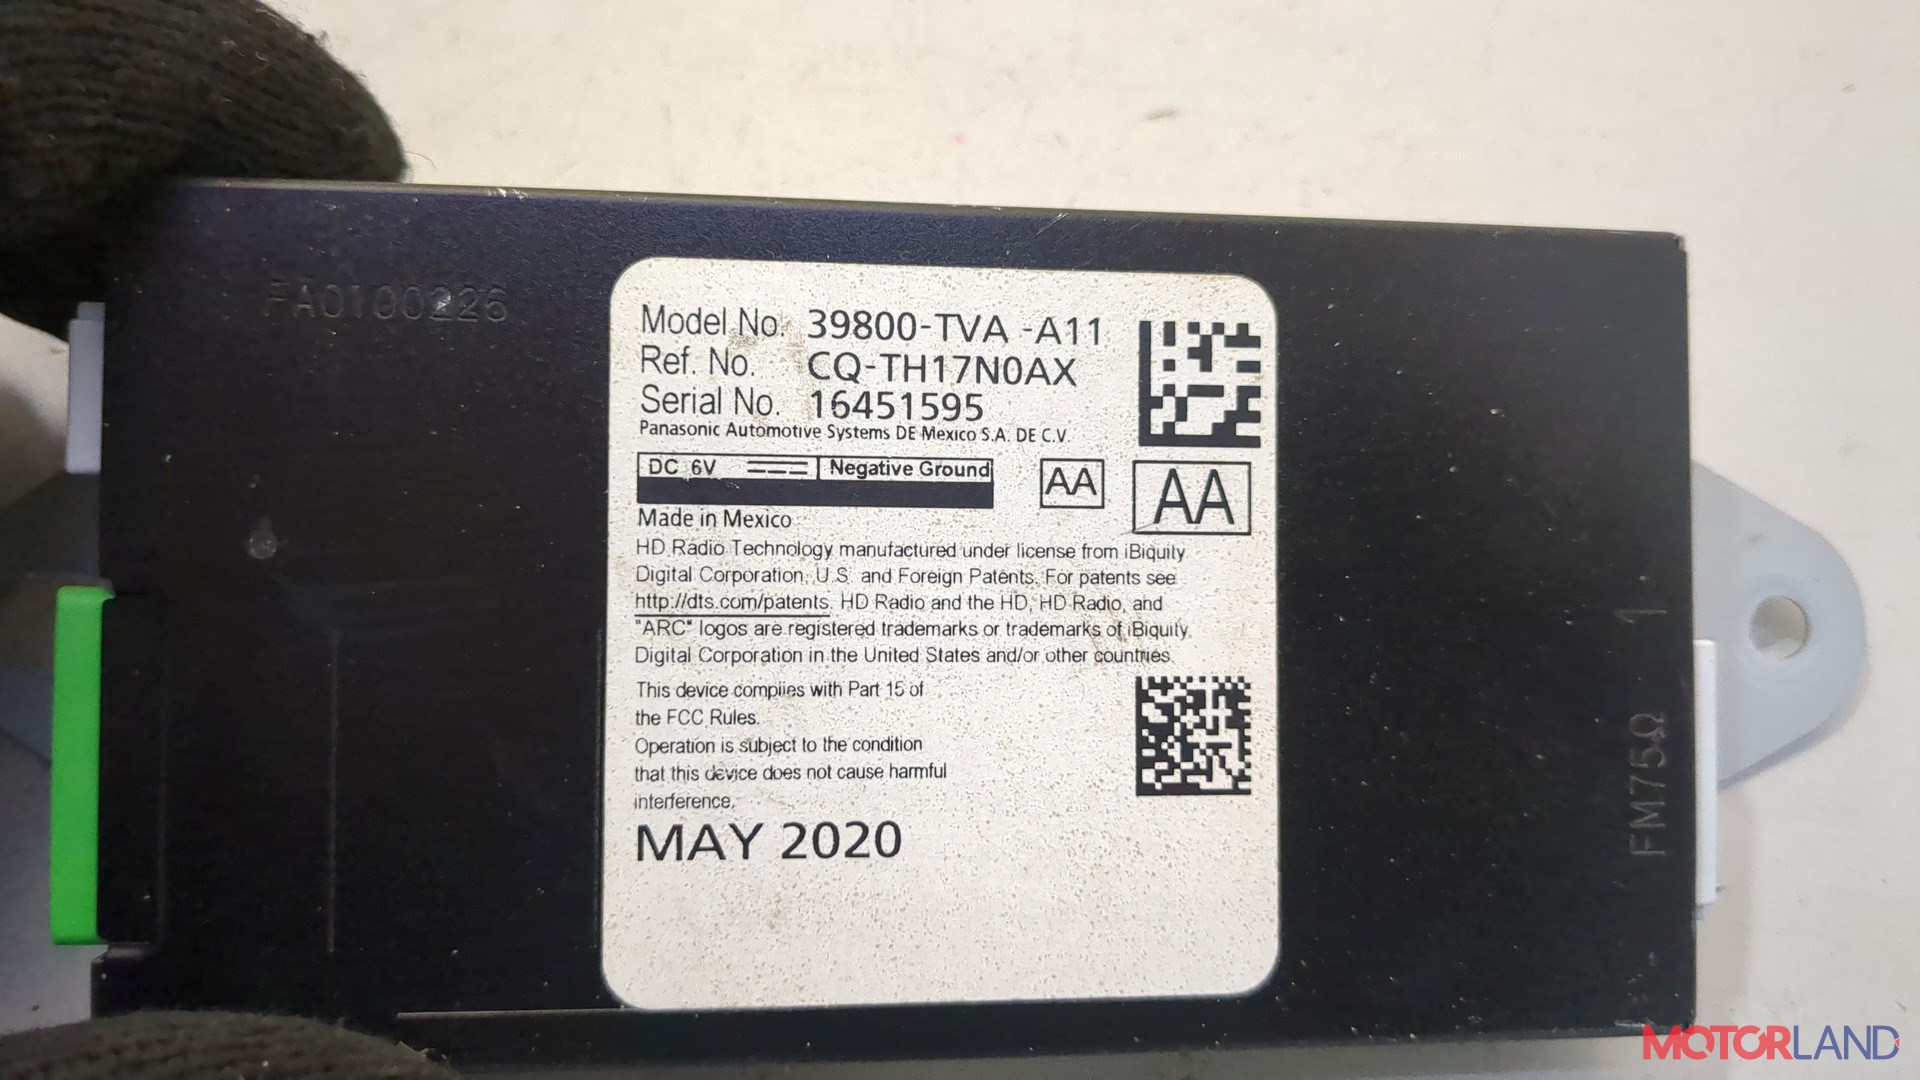 FA0100226
Model No. 39800-TVA -A11
Ref. No. CQ-TH17N0AX
Serial No. 16451595
Panasonic Automotive Systems DE Mexico S.A. DE C.V.
DC 6V Negative Ground
AA
AA
Made in Mexico
HD Radio Technology manufactured under license from iBiquity
Digital Corporation, U.S. and Foreign Patents. For patents see
http://dts.com/patents. HD Radio and the HD, HD Radio, and
"ARC" logos are registered trademarks or trademarks of iBiquity
Digital Corporation in the United States and/or other countries.
This device complies with Part 15 of
the FCC Rules.
Operation is subject to the condition
that this device does not cause harmful
interference.
MAY 2020
FM75Ω 1
MOTORLAND